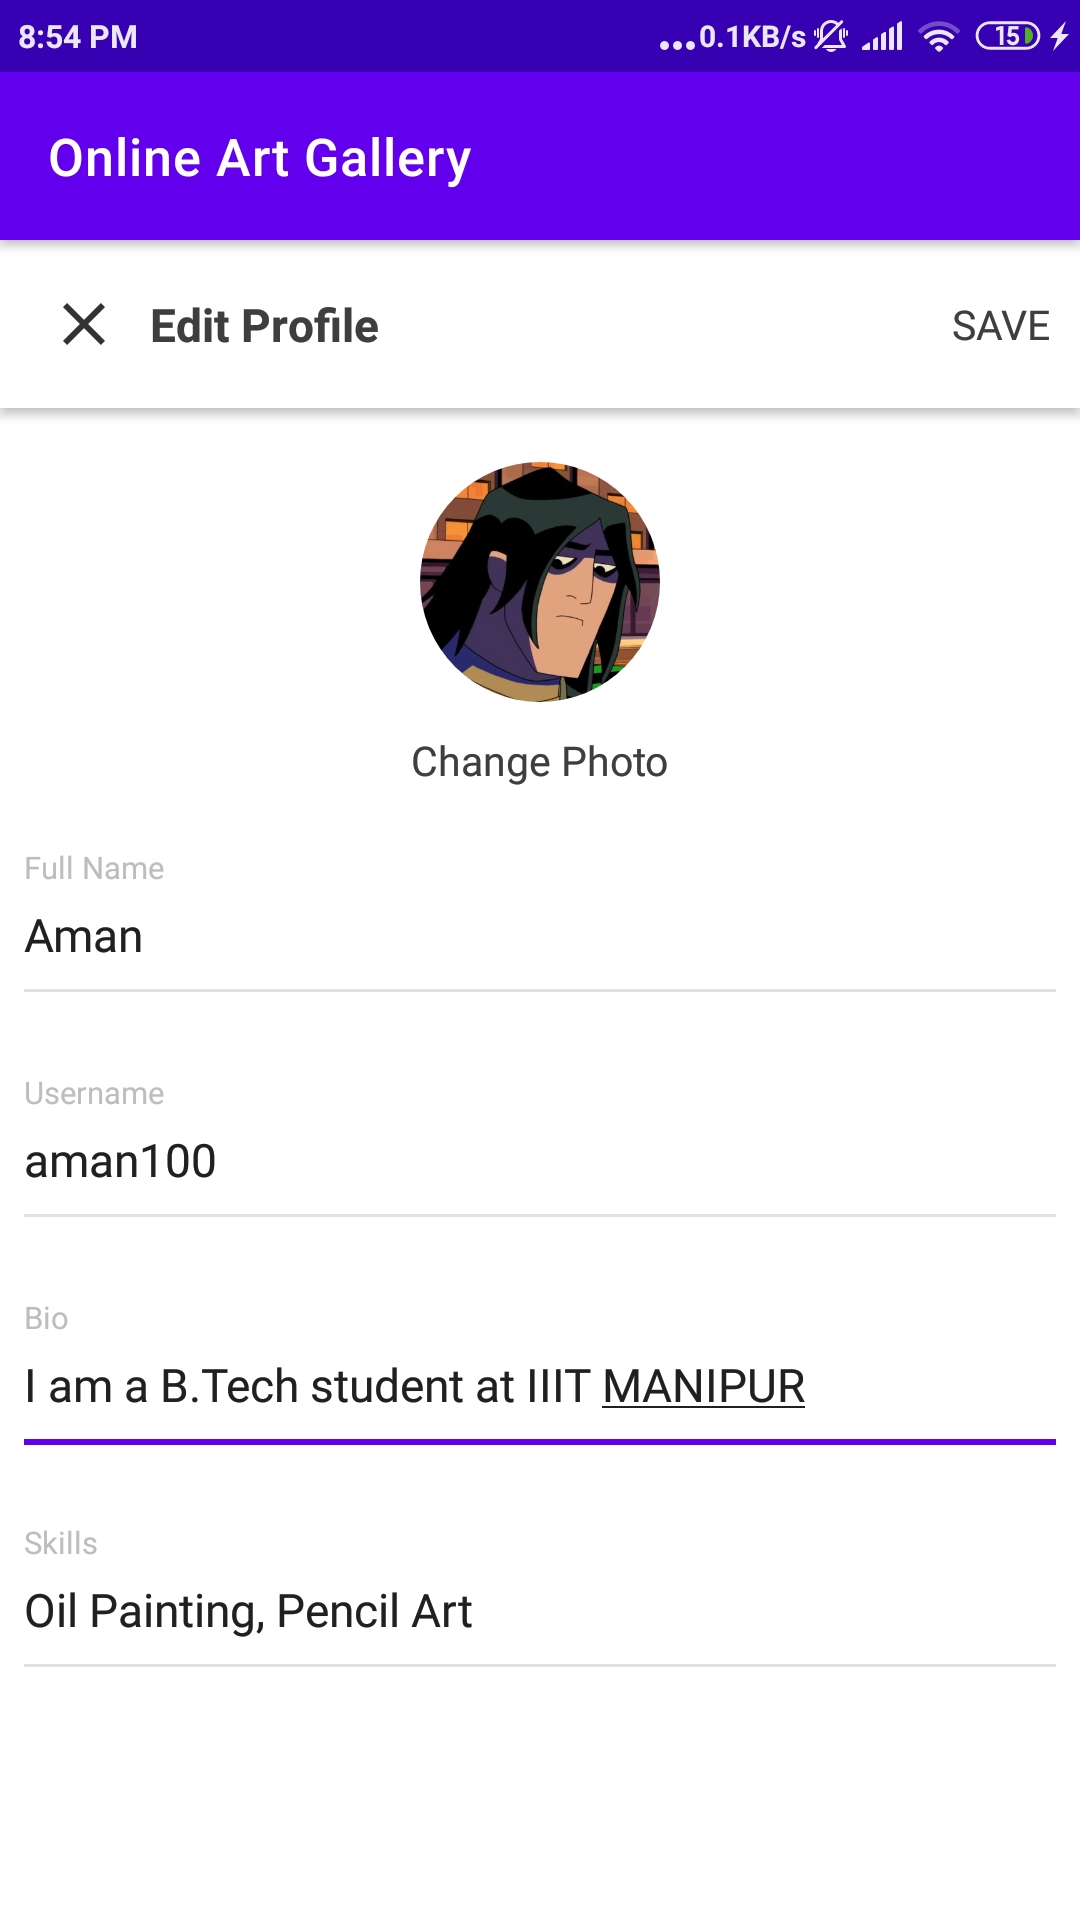 8:54 PM
...0.1KB/s 15
Online Art Gallery
Edit Profile SAVE
Change Photo
Full Name
Aman
Username
aman100
Bio
I am a B.Tech student at IIIT MANIPUR
Skills
Oil Painting, Pencil Art